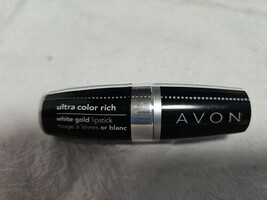 ultra color rich
white gold lipstick
rouge à lèvres or blanc
AVON